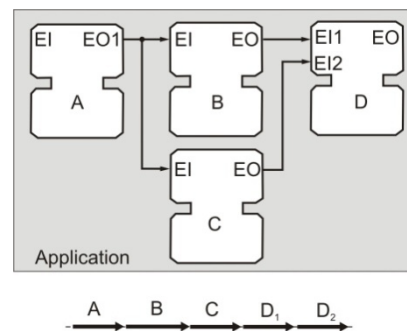 EI EO1 EI EO EI1 EO
EI2
A B D
EI EO
C
Application
A B C D₁ D₂